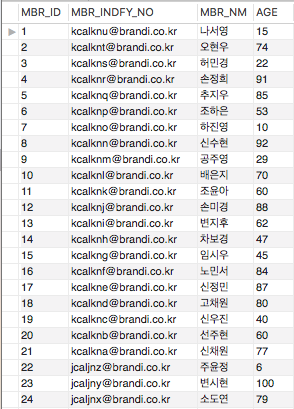 MBR_ID MBR_INDFY_NO MBR_NM AGE
1 kcalknu@brandi.co.kr 나서영 15
2 kcalknt@brandi.co.kr 오현우 74
3 kcalkns@brandi.co.kr 허민경 22
4 kcalknr@brandi.co.kr 손정희 91
5 kcalknq@brandi.co.kr 추지우 85
6 kcalknp@brandi.co.kr 조하은 53
7 kcalkno@brandi.co.kr 하진영 10
8 kcalknn@brandi.co.kr 신수현 92
9 kcalknm@brandi.co.kr 공주영 29
10 kcalknl@brandi.co.kr 배은지 70
11 kcalknk@brandi.co.kr 조윤아 60
12 kcalknj@brandi.co.kr 손미경 88
13 kcalkni@brandi.co.kr 변지후 62
14 kcalknh@brandi.co.kr 차보경 47
15 kcalkng@brandi.co.kr 임시우 45
16 kcalknf@brandi.co.kr 노민서 84
17 kcalkne@brandi.co.kr 신정민 87
18 kcalknd@brandi.co.kr 고채원 80
19 kcalknc@brandi.co.kr 신우진 40
20 kcalknb@brandi.co.kr 선주현 60
21 kcalkna@brandi.co.kr 신채원 77
22 jcaljnz@brandi.co.kr 주윤정 6
23 jcaljny@brandi.co.kr 변시현 100
24 jcaljnx@brandi.co.kr 소도연 79